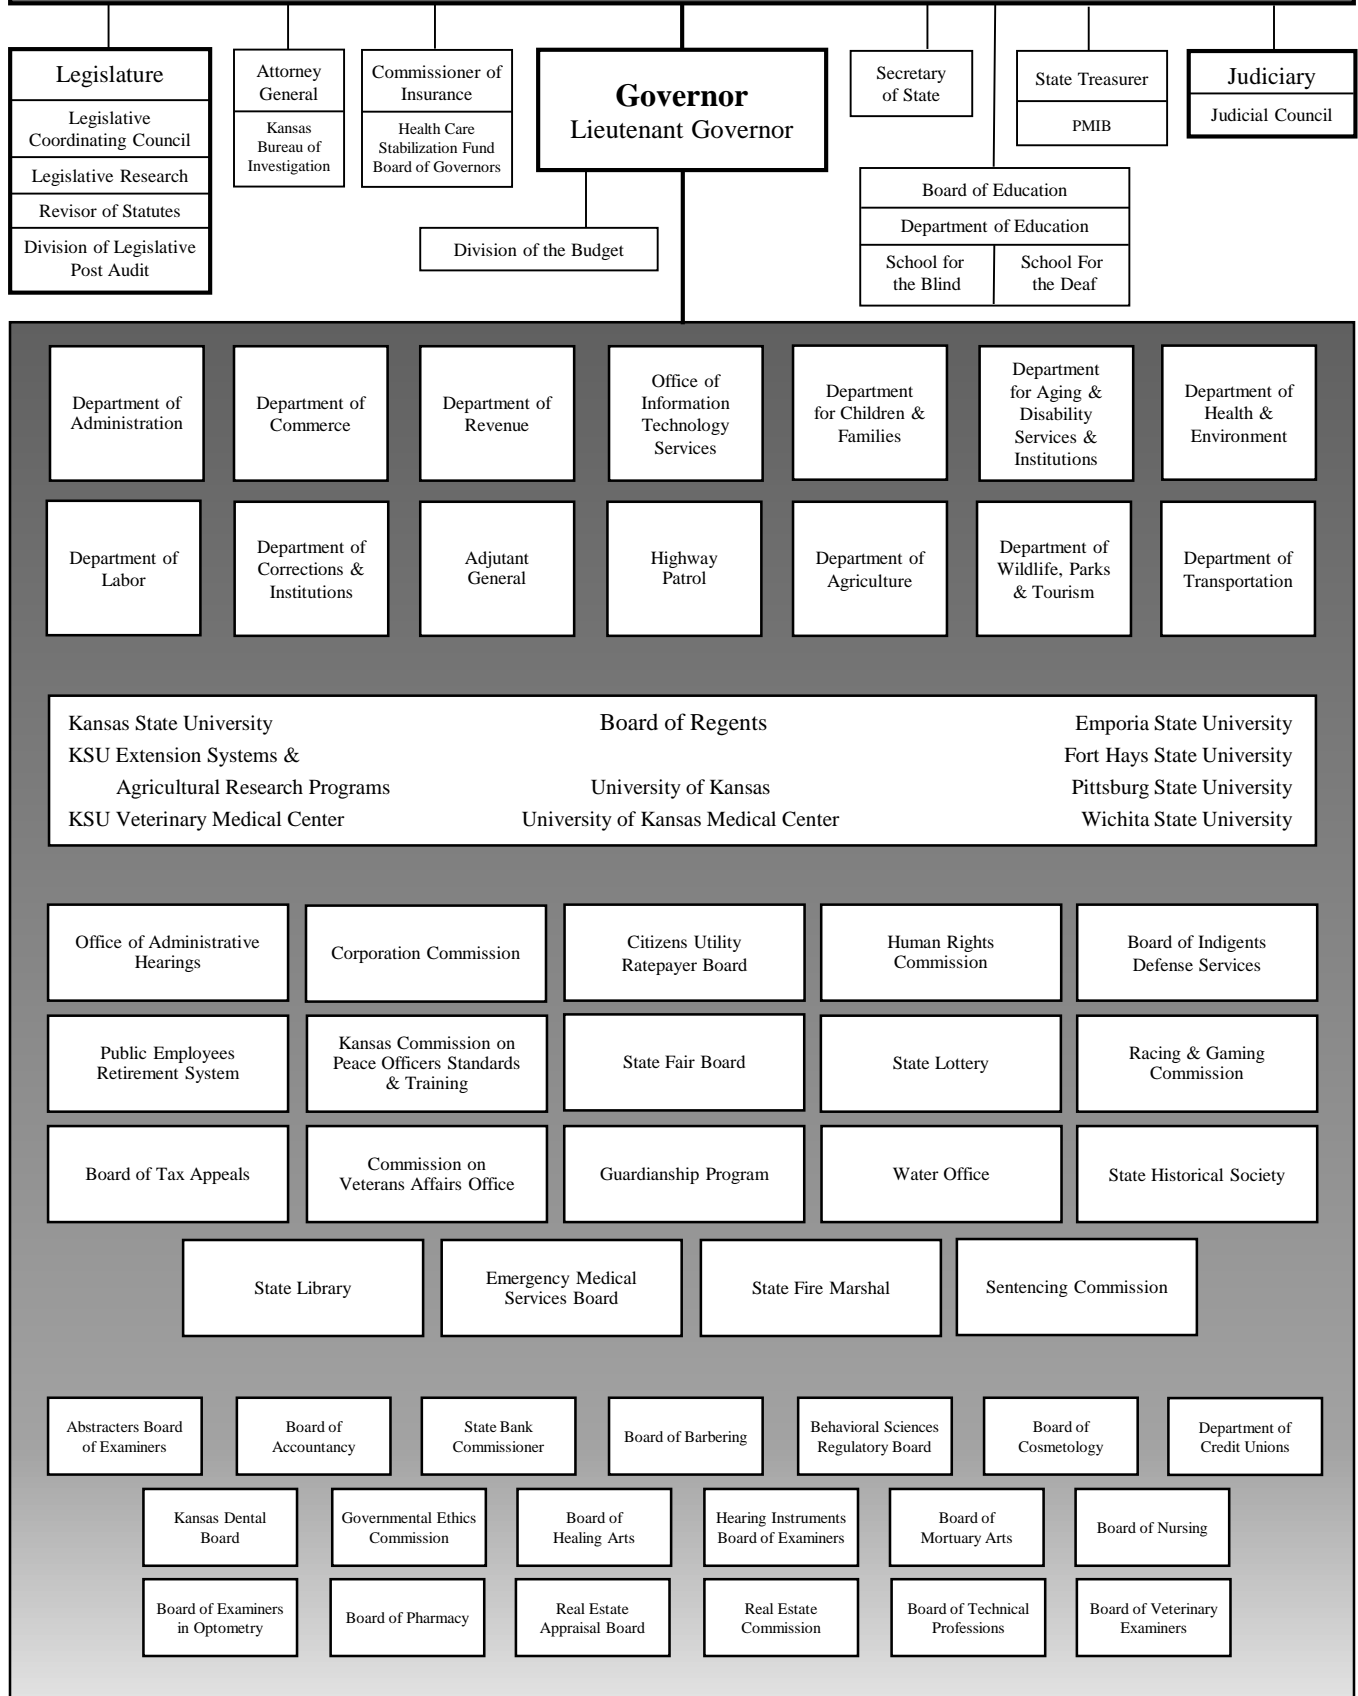 Legislature
Legislative
Coordinating Council
Legislative Research
Revisor of Statutes
Division of Legislative
Post Audit
Attorney
General
Kansas
Bureau of
Investigation
Commissioner of
Insurance
Health Care
Stabilization Fund
Board of Governors
Governor
Lieutenant Governor
Division of the Budget
Secretary
of State
Board of Education
Department of Education
School for
the Blind
School For
the Deaf
State Treasurer
PMIB
Judiciary
Judicial Council
Department of
Administration
Department of
Commerce
Department of
Revenue
Office of
Information
Technology
Services
Department
for Children &
Families
Department
for Aging &
Disability
Services &
Institutions
Department of
Health &
Environment
Department of
Labor
Department of
Corrections &
Institutions
Adjutant
General
Highway
Patrol
Department of
Agriculture
Department of
Wildlife, Parks
& Tourism
Department of
Transportation
Kansas State University
KSU Extension Systems &
Agricultural Research Programs
KSU Veterinary Medical Center
Board of Regents
University of Kansas
University of Kansas Medical Center
Emporia State University
Fort Hays State University
Pittsburg State University
Wichita State University
Office of Administrative
Hearings
Corporation Commission
Citizens Utility
Ratepayer Board
Human Rights
Commission
Board of Indigents
Defense Services
Public Employees
Retirement System
Kansas Commission on
Peace Officers Standards
& Training
State Fair Board
State Lottery
Racing & Gaming
Commission
Board of Tax Appeals
Commission on
Veterans Affairs Office
Guardianship Program
Water Office
State Historical Society
State Library
Emergency Medical
Services Board
State Fire Marshal
Sentencing Commission
Abstracters Board
of Examiners
Board of
Accountancy
State Bank
Commissioner
Board of Barbering
Behavioral Sciences
Regulatory Board
Board of
Cosmetology
Department of
Credit Unions
Kansas Dental
Board
Governmental Ethics
Commission
Board of
Healing Arts
Hearing Instruments
Board of Examiners
Board of
Mortuary Arts
Board of Nursing
Board of Examiners
in Optometry
Board of Pharmacy
Real Estate
Appraisal Board
Real Estate
Commission
Board of Technical
Professions
Board of Veterinary
Examiners